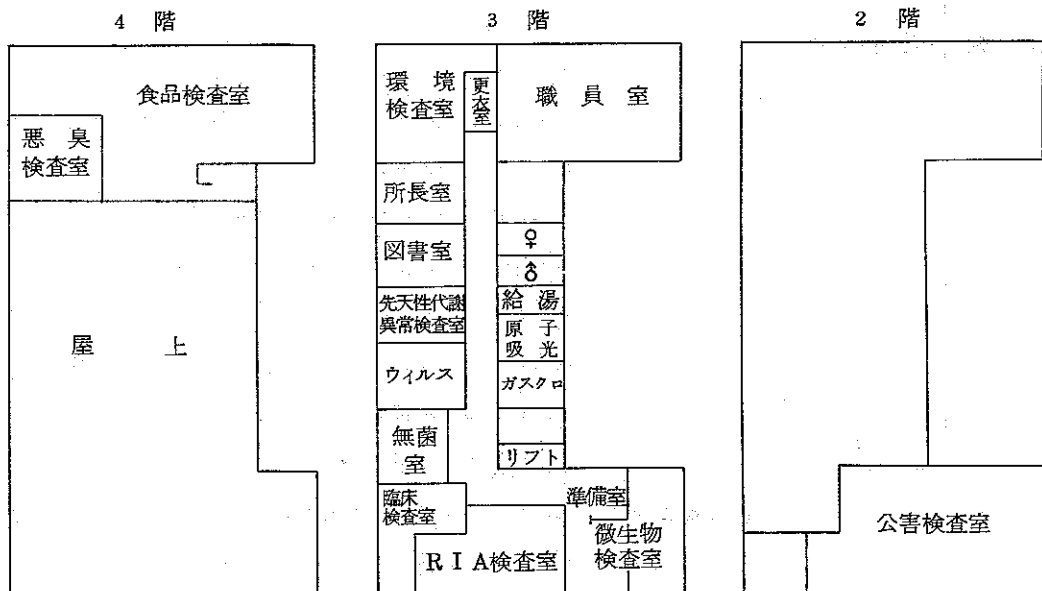 4 階
食品検査室
悪 臭
検査室
屋 上
3 階
環 境
検査室
更衣室
職 員 室
所長室
図書室
♀
♂
先天性代謝
異常検査室
給 湯
原 子
吸 光
ウィルス
ガスクロ
無菌
室
リフト
臨床
検査室
準備室
RIA検査室
微生物
検査室
2 階
公害検査室